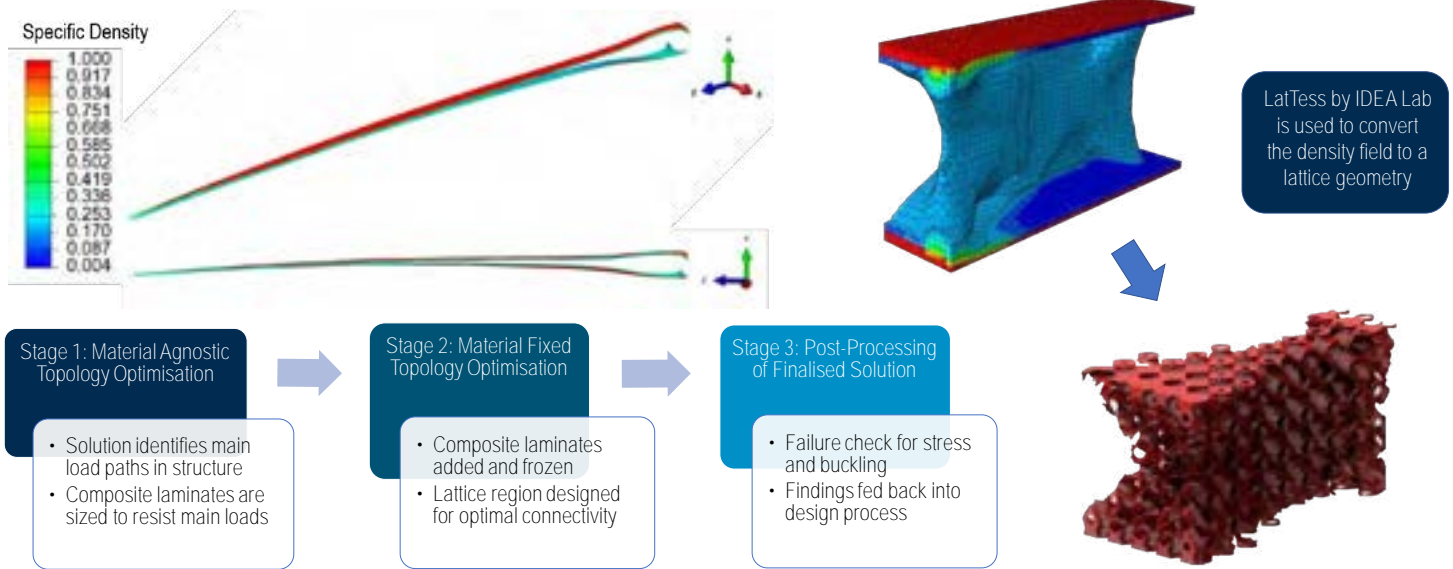 Specific Density
1.000
0.917
0.834
0.751
0.668
0.585
0.502
0.419
0.336
0.253
0.170
0.087
0.004
LatTess by IDEA Lab
is used to convert
the density field to a
lattice geometry
Stage 1: Material Agnostic
Topology Optimisation
• Solution identifies main
load paths in structure
• Composite laminates are
sized to resist main loads
Stage 2: Material Fixed
Topology Optimisation
• Composite laminates
added and frozen
• Lattice region designed
for optimal connectivity
Stage 3: Post-Processing
of Finalised Solution
• Failure check for stress
and buckling
• Findings fed back into
design process